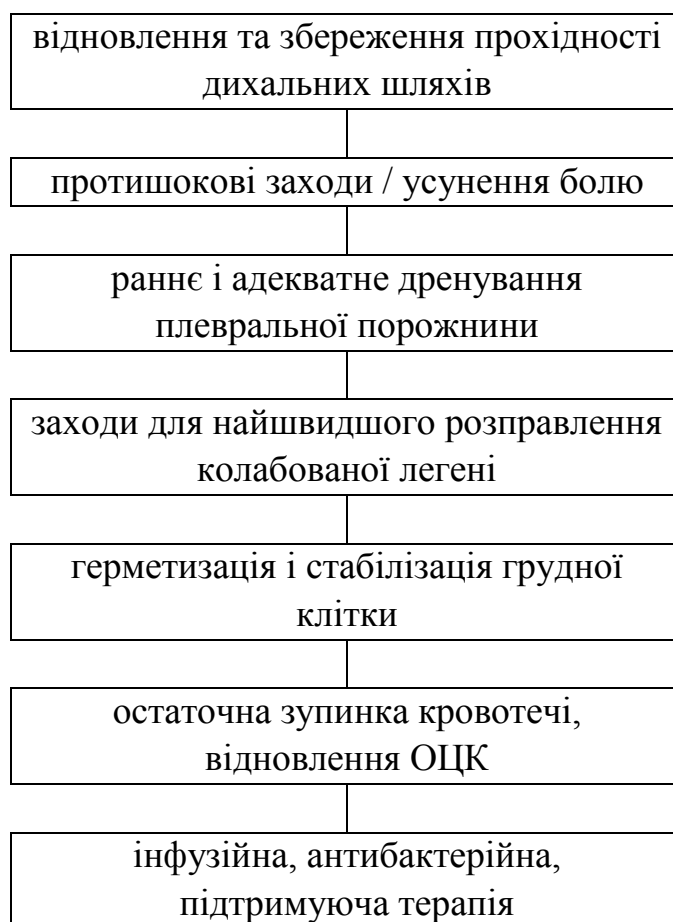 відновлення та збереження прохідності
дихальних шляхів
протишокові заходи / усунення болю
раннє і адекватне дренування
плевральної порожнини
заходи для найшвидшого розправлення
колабованої легені
герметизація і стабілізація грудної
клітки
остаточна зупинка кровотечі,
відновлення ОЦК
інфузійна, антибактерійна,
підтримуюча терапія